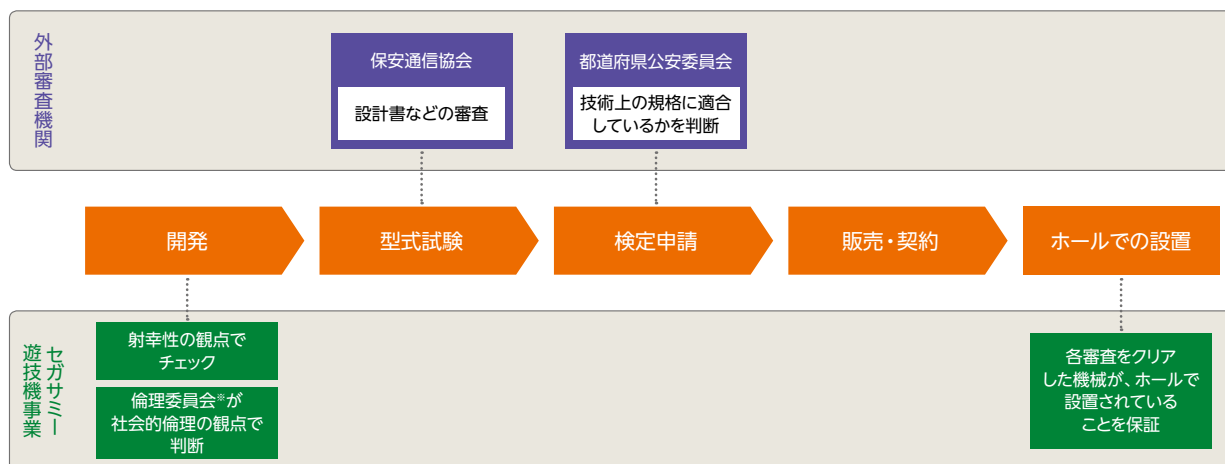 外部審査機関
保安通信協会
設計書などの審査
都道府県公安委員会
技術上の規格に適合
しているかを判断
開発
型式試験
検定申請
販売・契約
ホールでの設置
セガサミー
遊技機事業
射幸性の観点で
チェック
倫理委員会※が
社会的倫理の観点で
判断
各審査をクリア
した機械が、ホールで
設置されている
ことを保証